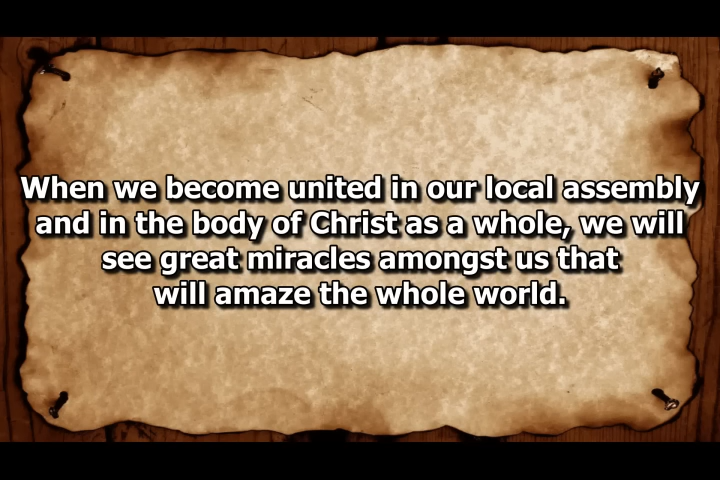 When we become united in our local assembly
and in the body of Christ as a whole, we will
see great miracles amongst us that
will amaze the whole world.